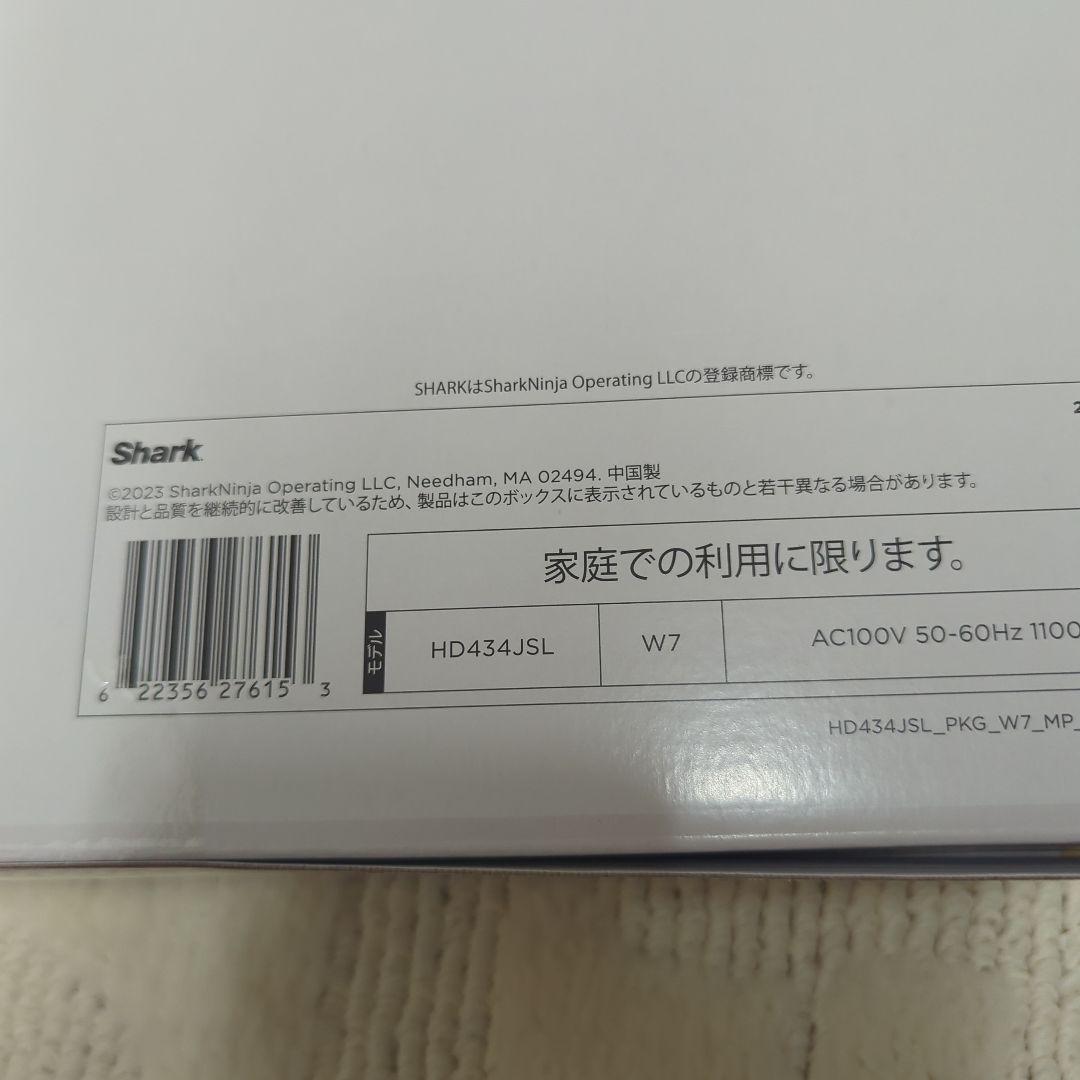 SHARKはSharkNinja Operating LLCの登録商標です。
Shark
©2023 SharkNinja Operating LLC, Needham, MA 02494. 中国製
設計と品質を継続的に改善しているため、製品はこのボックスに表示されているものと若干異なる場合があります。
家庭での利用に限ります。
モデル HD434JSL W7 AC100V 50-60Hz 1100
6 22356 27615 3
HD434JSL_PKG_W7_MP_